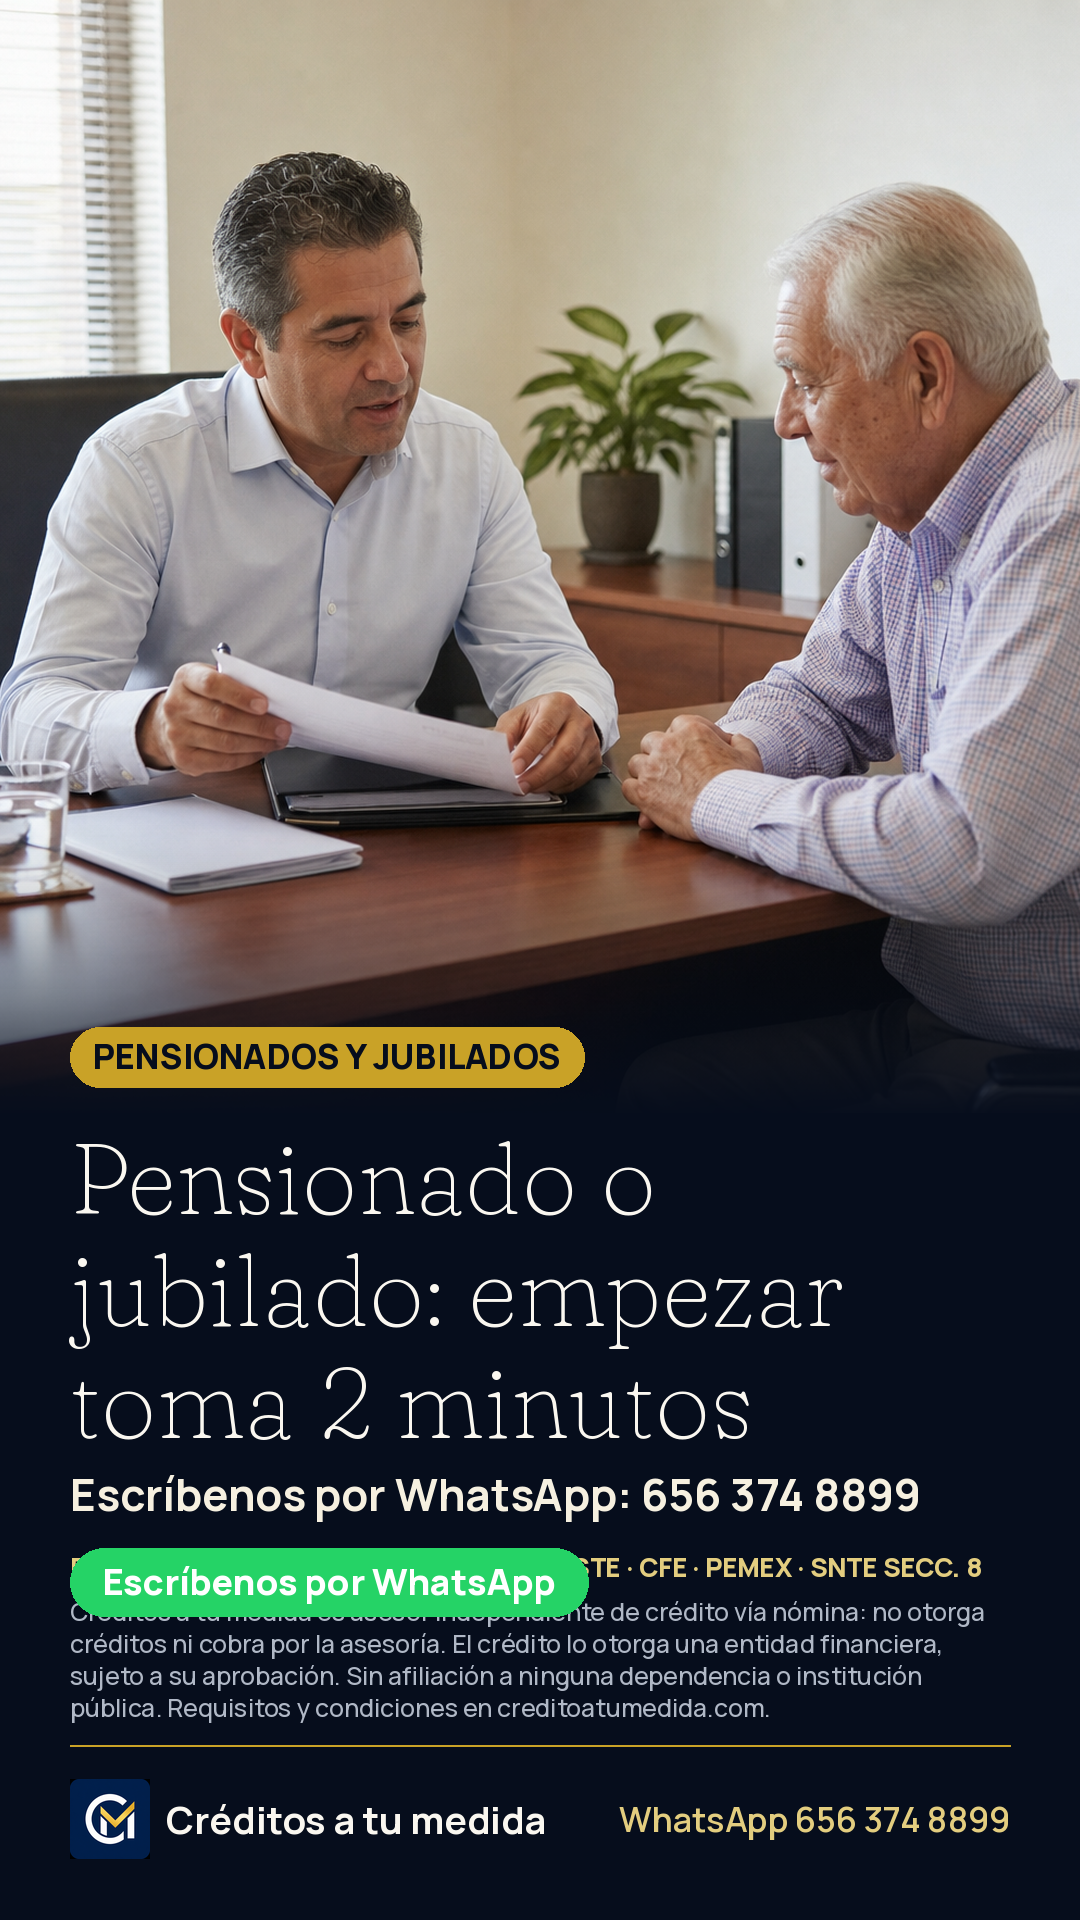 PENSIONADOS Y JUBILADOS
Pensionado o
jubilado: empezar
toma 2 minutos
Escríbenos por WhatsApp: 656 374 8899
Escríbenos por WhatsApp
· CFE · PEMEX · SNTE SECC. 8
de crédito vía nómina: no otorga
créditos ni cobra por la asesoría. El crédito lo otorga una entidad financiera,
sujeto a su aprobación. Sin afiliación a ninguna dependencia o institución
pública. Requisitos y condiciones en creditoatumedida.com.
Créditos a tu medida
WhatsApp 656 374 8899